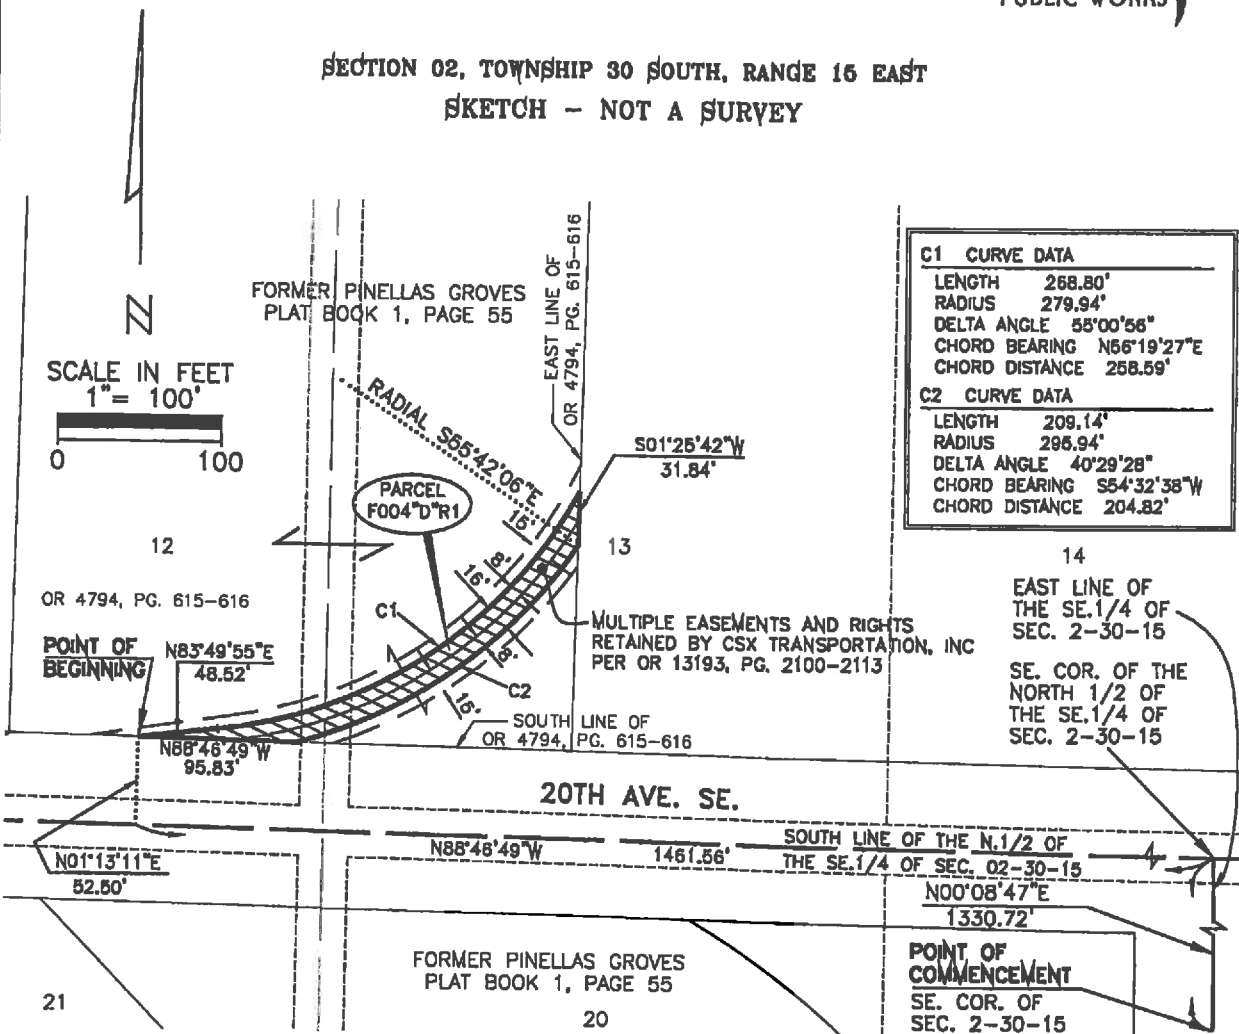 PUBLIC WORKS
SECTION 02, TOWNSHIP 30 SOUTH, RANGE 15 EAST
SKETCH - NOT A SURVEY
N
SCALE IN FEET
1"= 100'
0 100
FORMER PINELLAS GROVES
PLAT BOOK 1, PAGE 55
EAST LINE OF
OR 4794, PG. 615-616
C1 CURVE DATA
LENGTH 268.80'
RADIUS 279.94'
DELTA ANGLE 55°00'56"
CHORD BEARING N56°19'27"E
CHORD DISTANCE 258.59'
C2 CURVE DATA
LENGTH 209.14'
RADIUS 295.94'
DELTA ANGLE 40°29'28"
CHORD BEARING S54°32'38"W
CHORD DISTANCE 204.82'
RADIAL S65°42'06"E
S01°25'42"W
31.84'
PARCEL
F004"D"R1
15'
8'
16'
12
13
14
OR 4794, PG. 615-616
C1
POINT OF
BEGINNING
N83°49'55"E
48.52'
MULTIPLE EASEMENTS AND RIGHTS
RETAINED BY CSX TRANSPORTATION, INC
PER OR 13193, PG. 2100-2113
8'
C2
15'
EAST LINE OF
THE SE.1/4 OF
SEC. 2-30-15
SE. COR. OF THE
NORTH 1/2 OF
THE SE.1/4 OF
SEC. 2-30-15
SOUTH LINE OF
OR 4794, PG. 615-616
N88°46'49"W
95.83'
20TH AVE. SE.
N88°46'49"W 1461.56'
SOUTH LINE OF THE N.1/2 OF
THE SE.1/4 OF SEC. 02-30-15
N01°13'11"E
52.60'
N00°08'47"E
1330.72'
FORMER PINELLAS GROVES
PLAT BOOK 1, PAGE 55
POINT OF
COMMENCEMENT
SE. COR. OF
SEC. 2-30-15
21
20